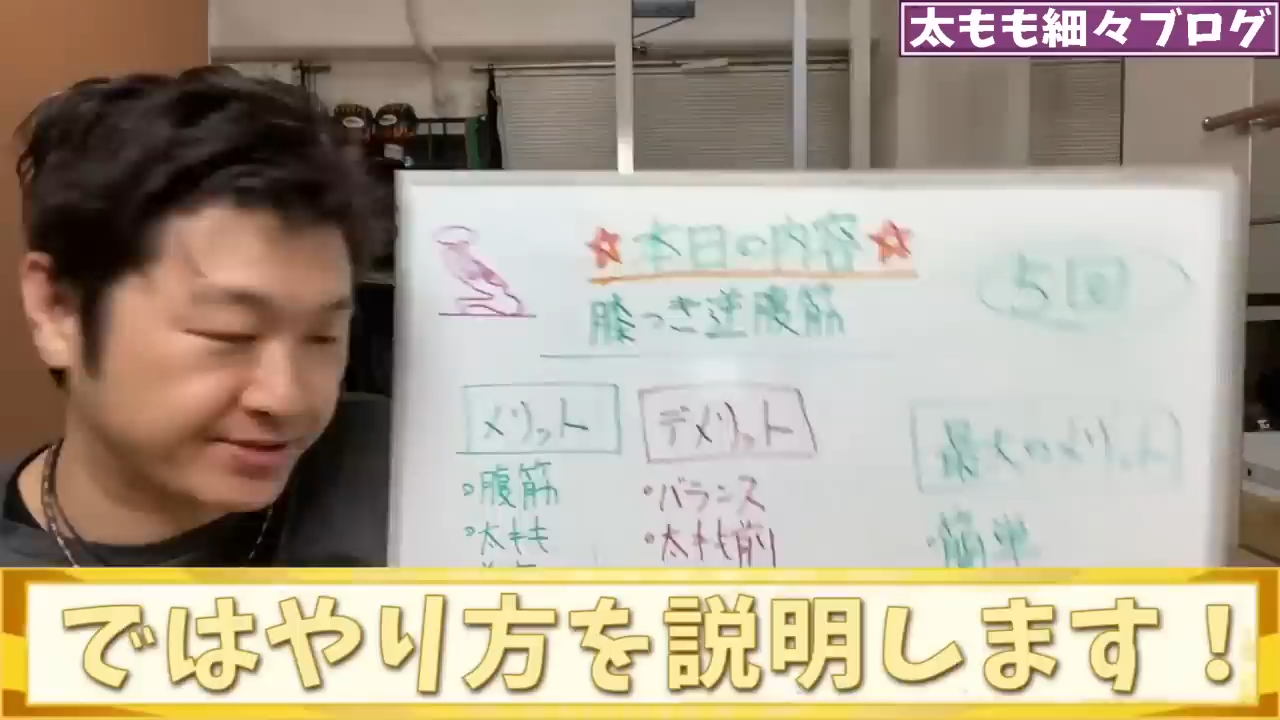 太もも細々ブログ
本日の内容
5回
膝つき逆腹筋
メリット
デメリット
最大のメリット
・腹筋
・バランス
・簡単
・太もも
・太もも前
ではやり方を説明します！